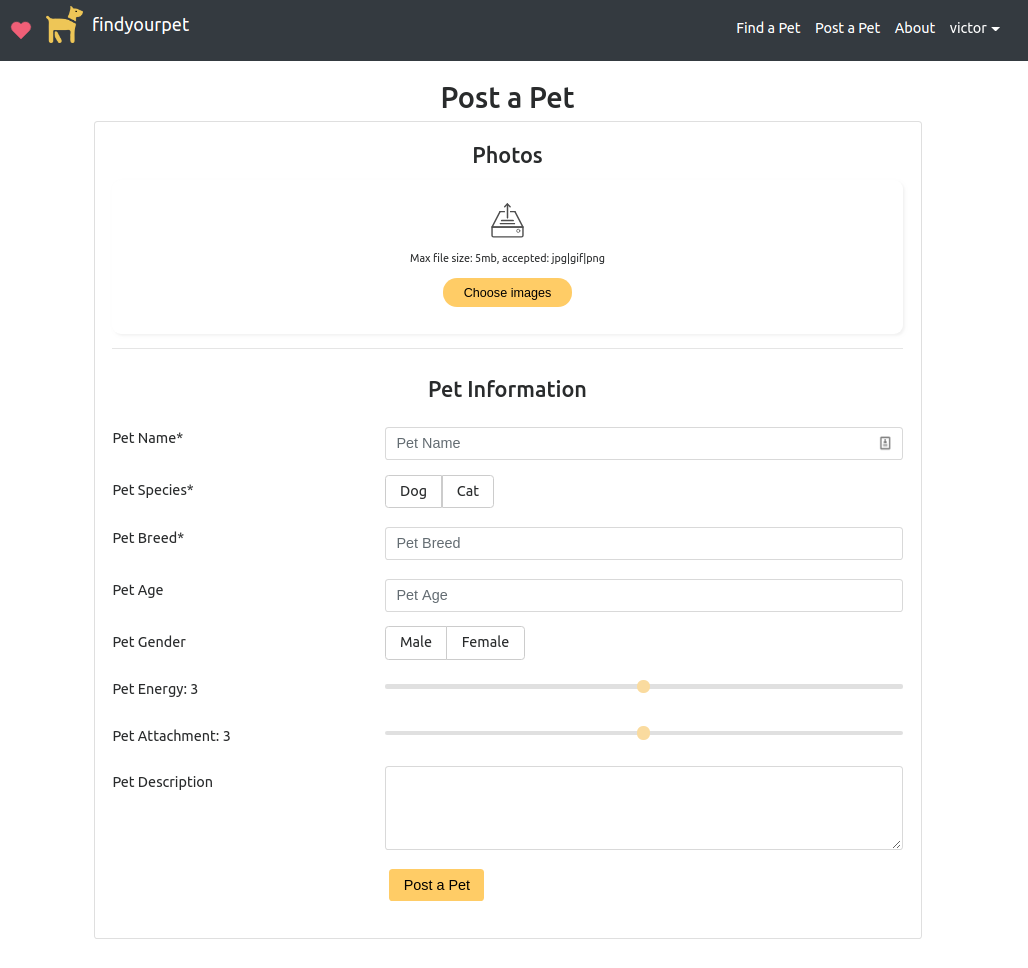 findyourpet Find a Pet Post a Pet About victor
Post a Pet
Photos
Max file size: 5mb, accepted: jpg|gif|png
Choose images
Pet Information
Pet Name* Pet Name
Pet Species* Dog Cat
Pet Breed* Pet Breed
Pet Age Pet Age
Pet Gender Male Female
Pet Energy: 3
Pet Attachment: 3
Pet Description
Post a Pet